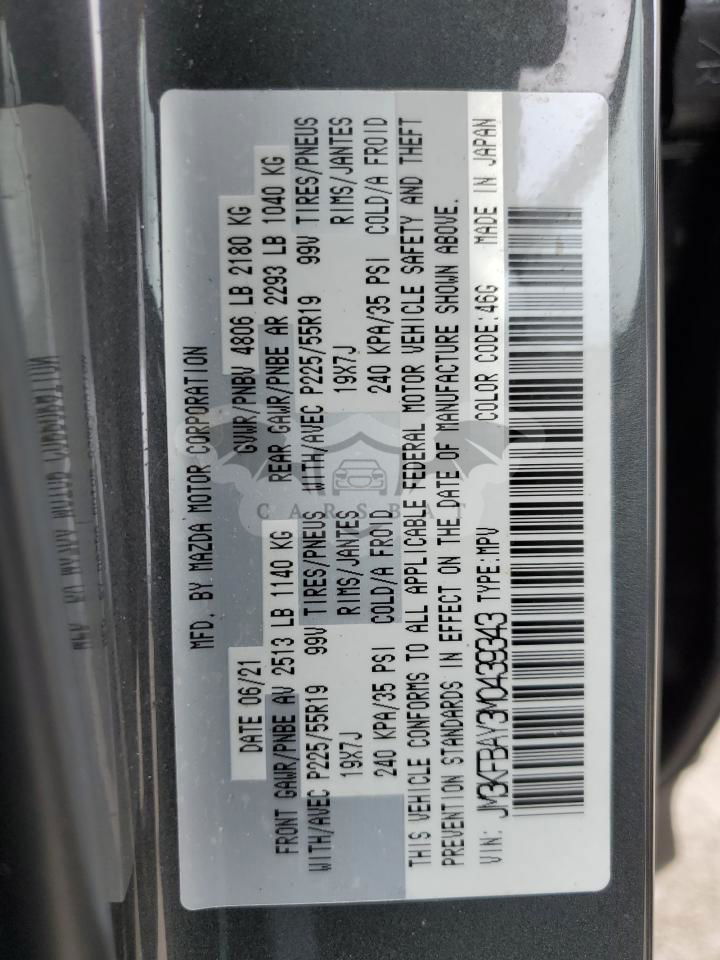 MFD. BY MAZDA MOTOR CORPORATION
DATE 06/21 GVWR/PNBV 4806 LB 2180 KG
FRONT GAWR/PNBE AV 2513 LB 1140 KG REAR GAWR/PNBE AR 2293 LB 1040 KG
WITH/AVEC P225/55R19 99V TIRES/PNEUS WITH/AVEC P225/55R19 99V TIRES/PNEUS
19X7J RIMS/JANTES 19X7J RIMS/JANTES
240 KPA/35 PSI COLD/A FROID 240 KPA/35 PSI COLD/A FROID
THIS VEHICLE CONFORMS TO ALL APPLICABLE FEDERAL MOTOR VEHICLE SAFETY AND THEFT
PREVENTION STANDARDS IN EFFECT ON THE DATE OF MANUFACTURE SHOWN ABOVE.
VIN: JM3KFBAY3M0439343 TYPE:MPV COLOR CODE:46G MADE IN JAPAN
CARSBAT